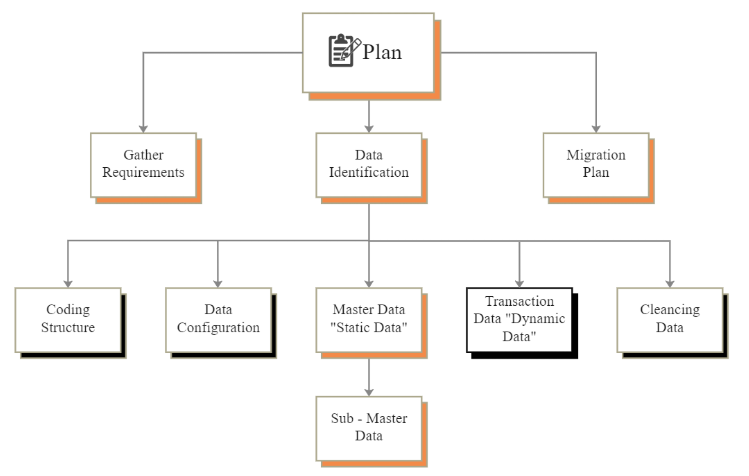 Plan
Gather
Requirements
Data
Identification
Migration
Plan
Coding
Structure
Data
Configuration
Master Data
"Static Data"
Transaction
Data "Dynamic
Data"
Cleancing
Data
Sub - Master
Data